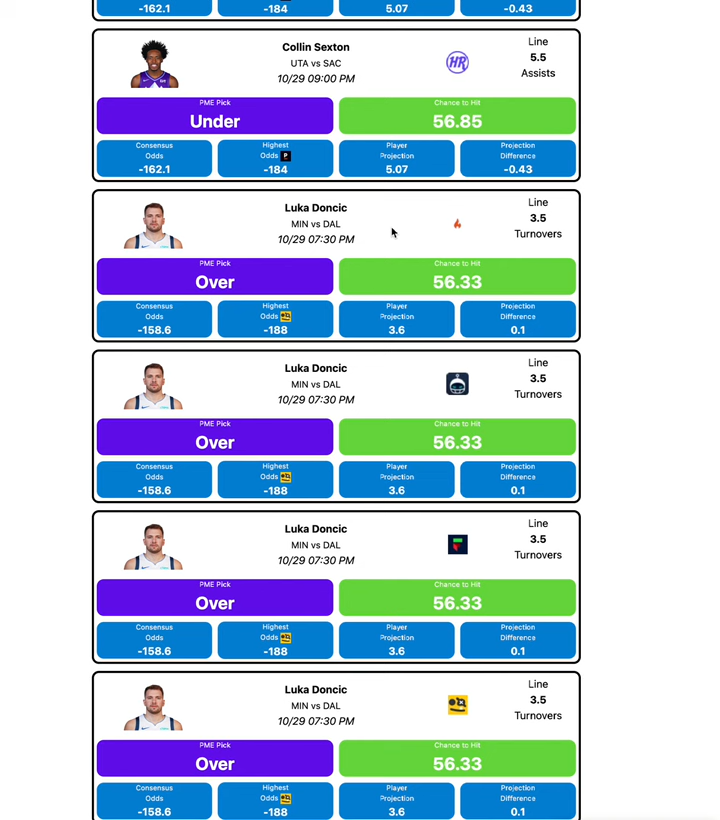 -162.1 -184 5.07 -0.43
Collin Sexton
UTA vs SAC
10/29 09:00 PM
HR
Line
5.5
Assists
PME Pick
Under
Chance to Hit
56.85
Consensus
Odds
-162.1
Highest
Odds P
-184
Player
Projection
5.07
Projection
Difference
-0.43
Luka Doncic
MIN vs DAL
10/29 07:30 PM
Line
3.5
Turnovers
PME Pick
Over
Chance to Hit
56.33
Consensus
Odds
-158.6
Highest
Odds
-188
Player
Projection
3.6
Projection
Difference
0.1
Luka Doncic
MIN vs DAL
10/29 07:30 PM
Line
3.5
Turnovers
PME Pick
Over
Chance to Hit
56.33
Consensus
Odds
-158.6
Highest
Odds
-188
Player
Projection
3.6
Projection
Difference
0.1
Luka Doncic
MIN vs DAL
10/29 07:30 PM
Line
3.5
Turnovers
PME Pick
Over
Chance to Hit
56.33
Consensus
Odds
-158.6
Highest
Odds
-188
Player
Projection
3.6
Projection
Difference
0.1
Luka Doncic
MIN vs DAL
10/29 07:30 PM
Line
3.5
Turnovers
PME Pick
Over
Chance to Hit
56.33
Consensus
Odds
-158.6
Highest
Odds
-188
Player
Projection
3.6
Projection
Difference
0.1